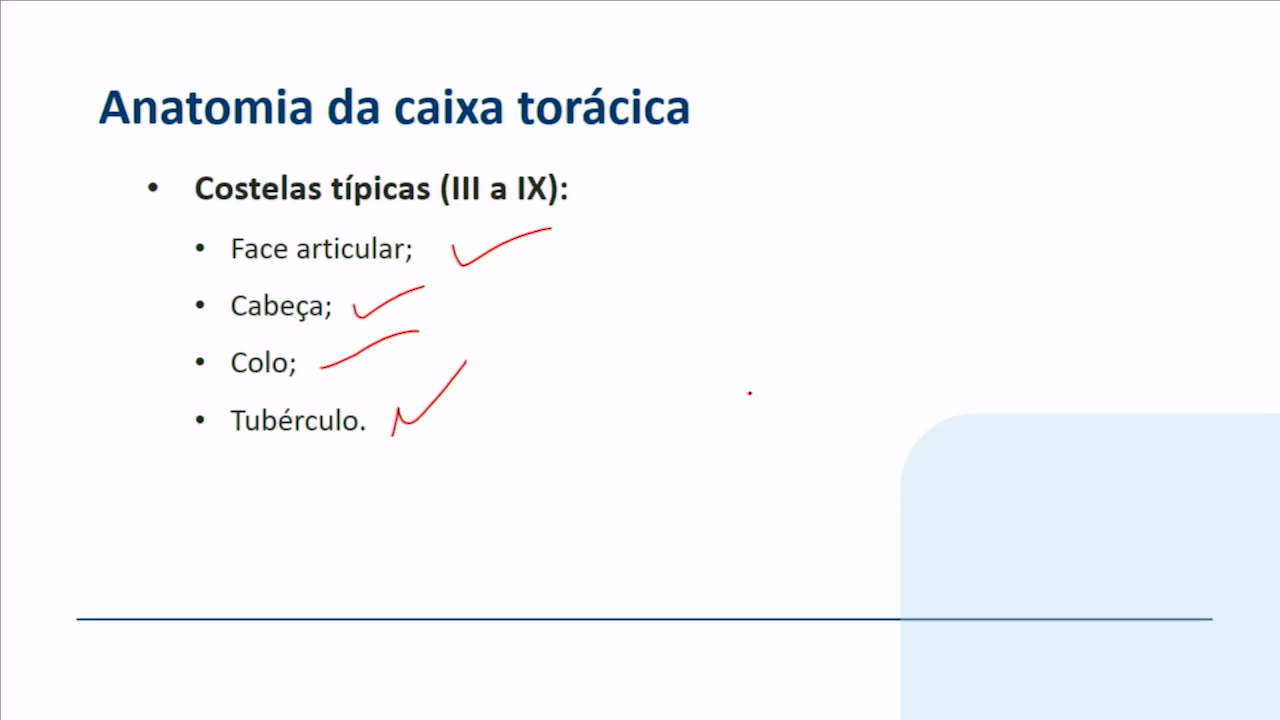 Anatomia da caixa torácica
• Costelas típicas (III a IX):
• Face articular;
• Cabeça;
• Colo;
• Tubérculo.